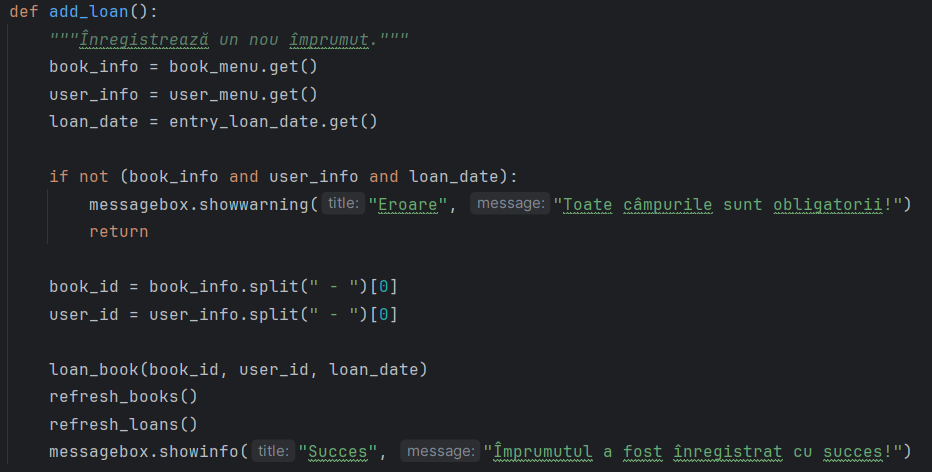 def add_loan():
"""Înregistrează un nou împrumut."""
book_info = book_menu.get()
user_info = user_menu.get()
loan_date = entry_loan_date.get()
if not (book_info and user_info and loan_date):
messagebox.showwarning( title: "Eroare", message: "Toate câmpurile sunt obligatorii!")
return
book_id = book_info.split(" - ")[0]
user_id = user_info.split(" - ")[0]
loan_book(book_id, user_id, loan_date)
refresh_books()
refresh_loans()
messagebox.showinfo( title: "Succes", message: "Împrumutul a fost înregistrat cu succes!")